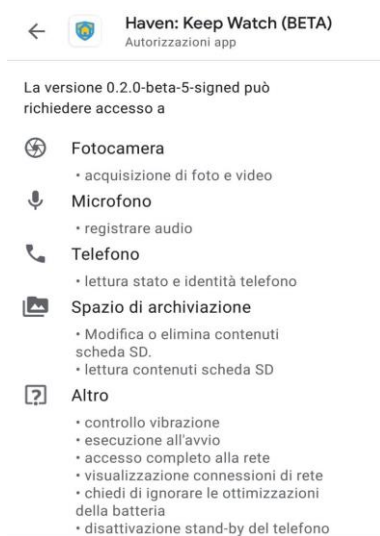 Haven: Keep Watch (BETA)
Autorizzazioni app
La versione 0.2.0-beta-5-signed può
richiedere accesso a
Fotocamera
• acquisizione di foto e video
Microfono
• registrare audio
Telefono
• lettura stato e identità telefono
Spazio di archiviazione
• Modifica o elimina contenuti
scheda SD.
• lettura contenuti scheda SD
Altro
• controllo vibrazione
• esecuzione all'avvio
• accesso completo alla rete
• visualizzazione connessioni di rete
• chiedi di ignorare le ottimizzazioni
della batteria
• disattivazione stand-by del telefono